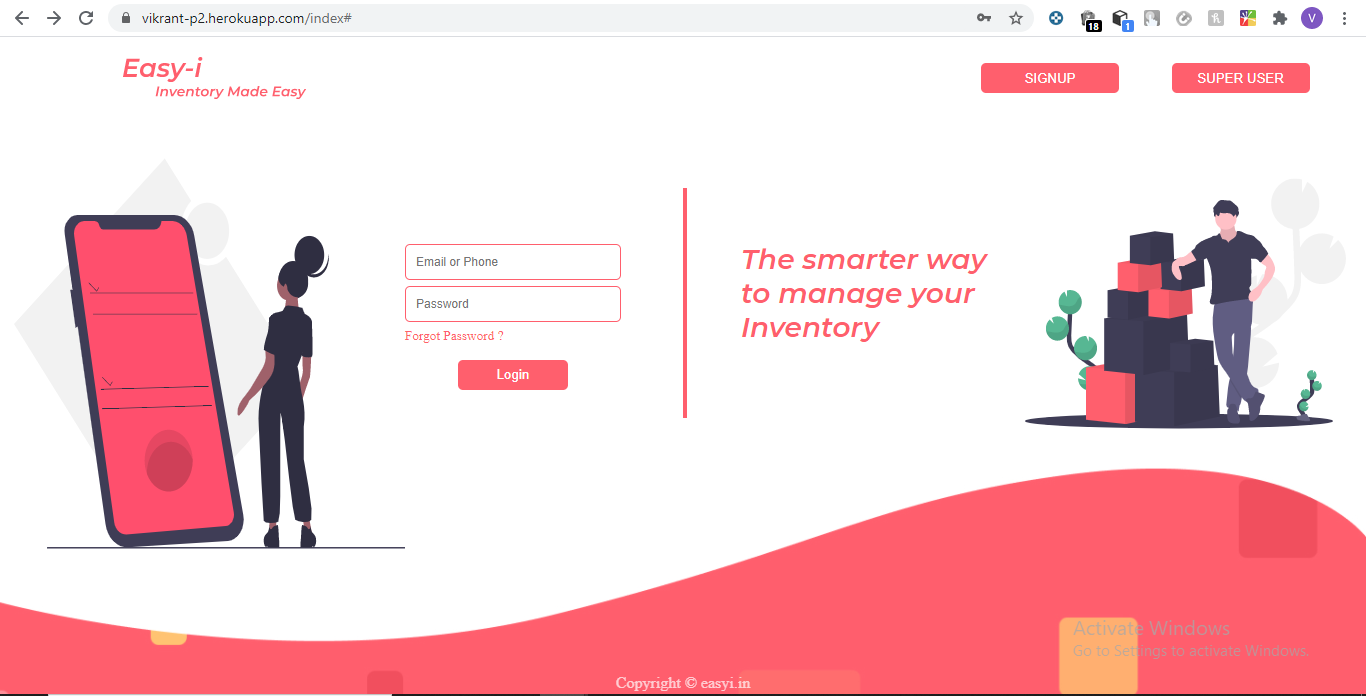 vikrant-p2.herokuapp.com/index#
18
1
V
Easy-i
Inventory Made Easy
SIGNUP
SUPER USER
Email or Phone
Password
Forgot Password ?
Login
The smarter way
to manage your
Inventory
Activate Windows
Go to Settings to activate Windows.
Copyright © easyi.in